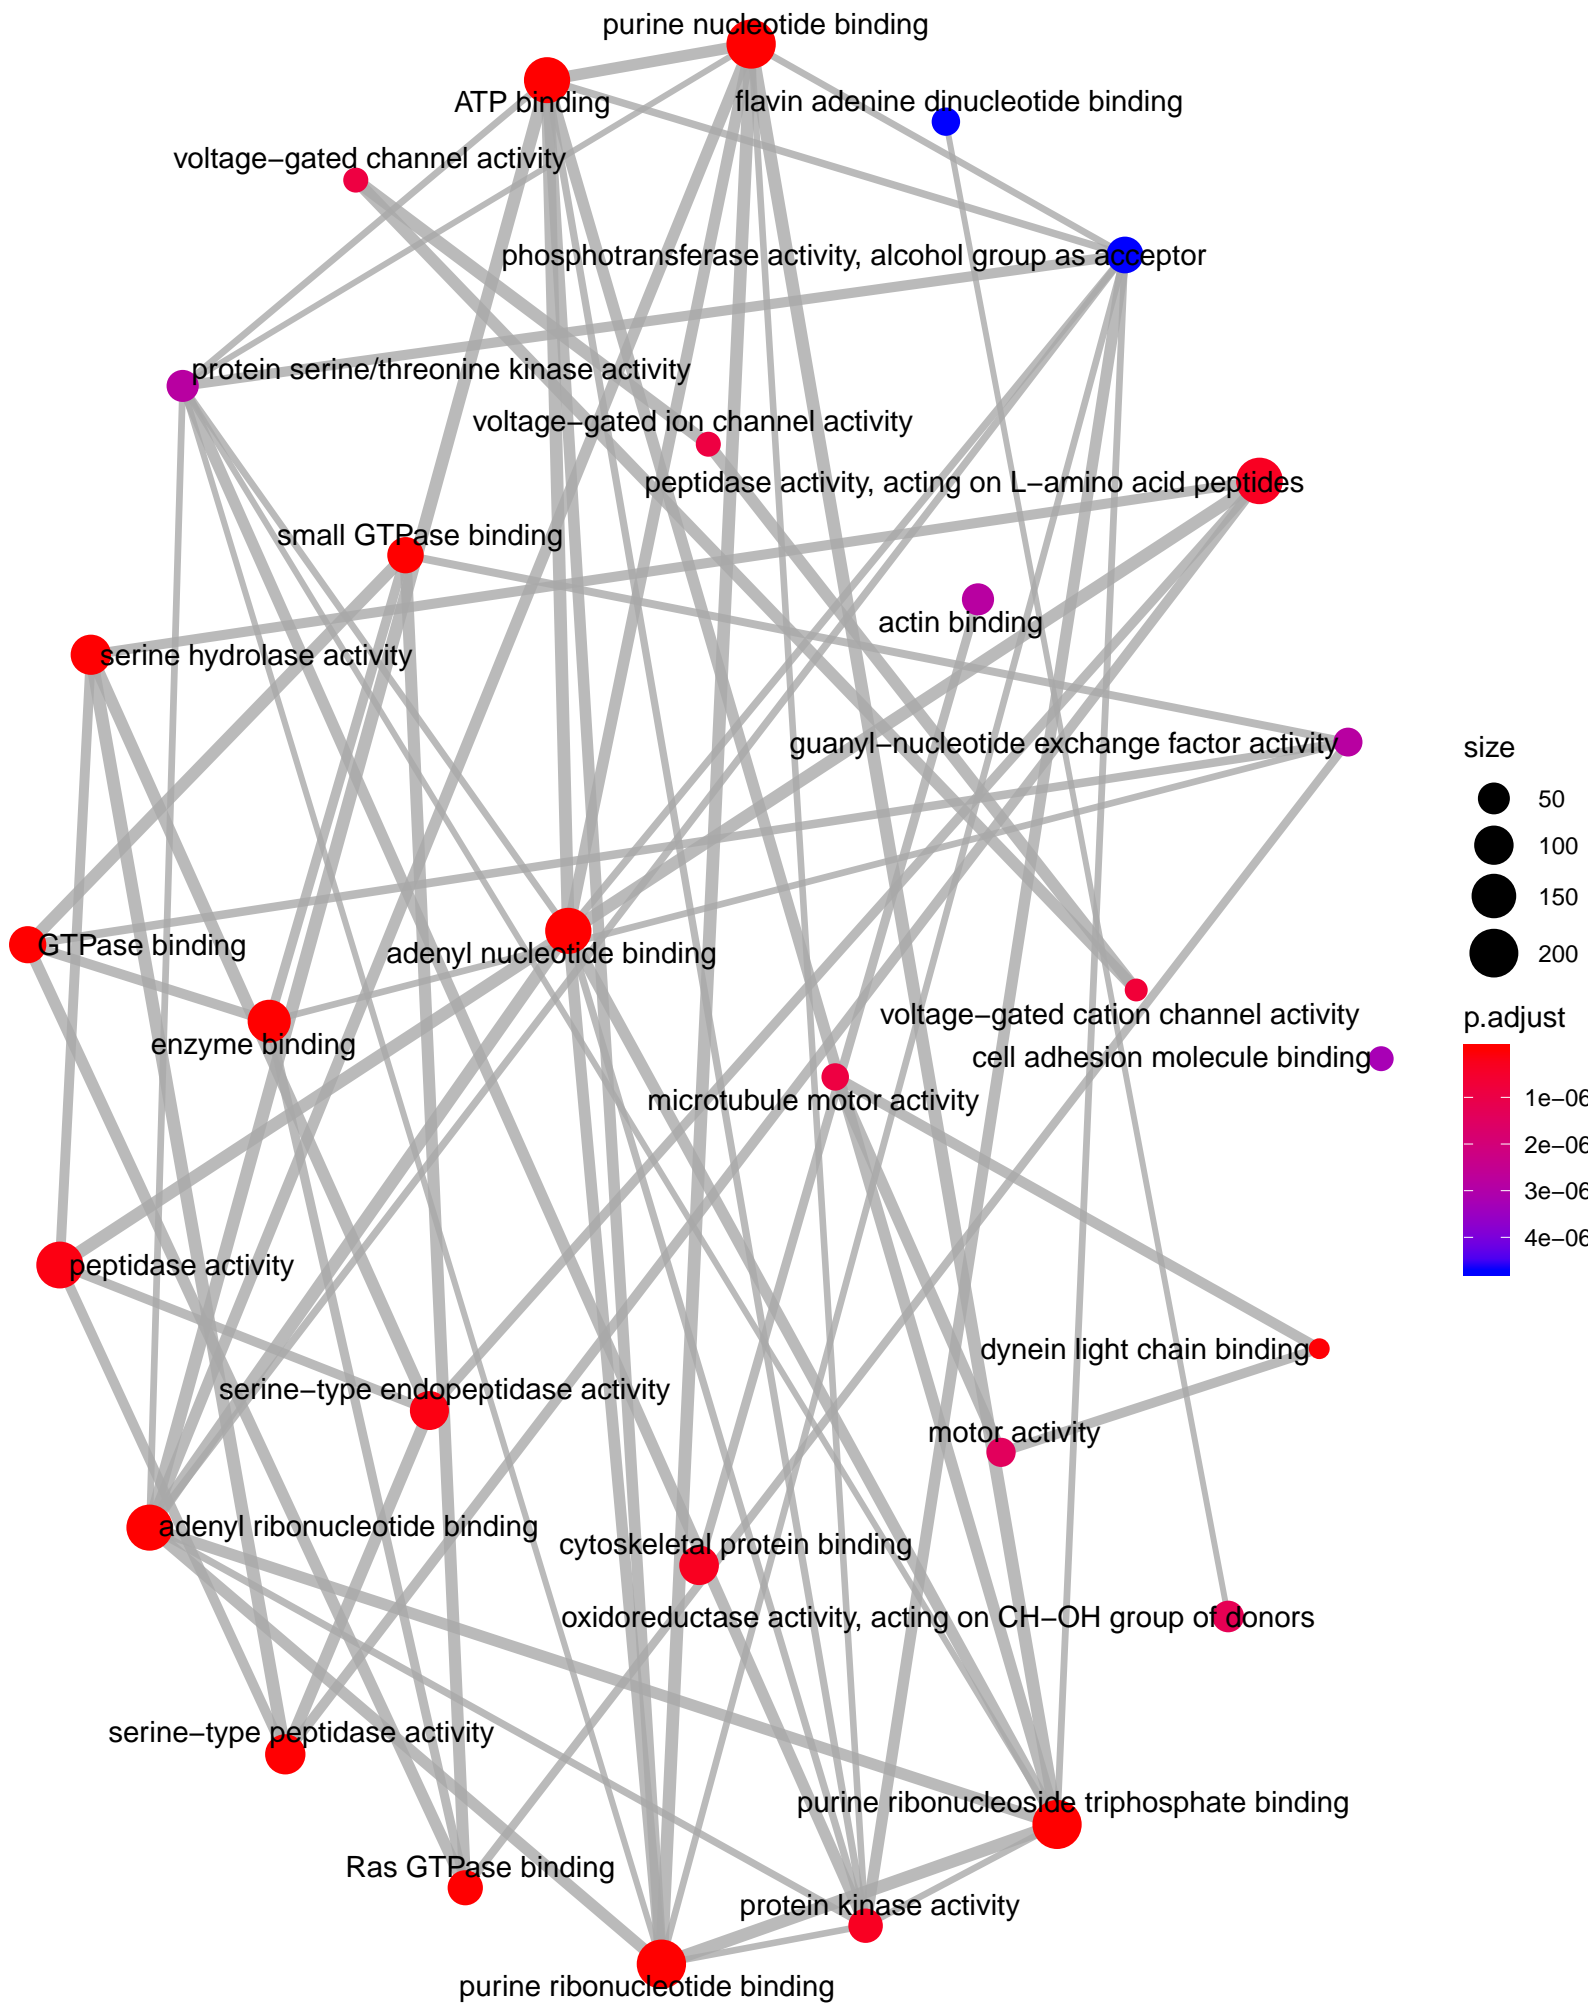 purine nucleotide binding
ATP binding
flavin adenine dinucleotide binding
voltage−gated channel activity
phosphotransferase activity, alcohol group as acceptor
protein serine/threonine kinase activity
voltage−gated ion channel activity
peptidase activity, acting on L−amino acid peptides
small GTPase binding
actin binding
serine hydrolase activity
guanyl−nucleotide exchange factor activity
size
50
100
150
200
GTPase binding
adenyl nucleotide binding
voltage−gated cation channel activity
p.adjust
1e−06
2e−06
3e−06
4e−06
enzyme binding
cell adhesion molecule binding
microtubule motor activity
peptidase activity
dynein light chain binding
serine−type endopeptidase activity
motor activity
adenyl ribonucleotide binding
cytoskeletal protein binding
oxidoreductase activity, acting on CH−OH group of donors
serine−type peptidase activity
purine ribonucleoside triphosphate binding
Ras GTPase binding
protein kinase activity
purine ribonucleotide binding